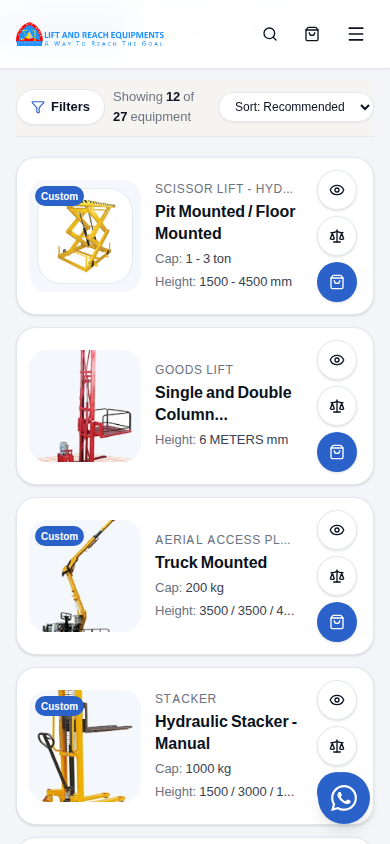 LIFT AND REACH EQUIPMENTS
A WAY TO REACH THE GOAL
Filters
Showing 12 of
27 equipment
Sort: Recommended
Custom
SCISSOR LIFT - HYD...
Pit Mounted / Floor
Mounted
Cap: 1 - 3 ton
Height: 1500 - 4500 mm
GOODS LIFT
Single and Double
Column...
Height: 6 METERS mm
Custom
AERIAL ACCESS PL...
Truck Mounted
Cap: 200 kg
Height: 3500 / 3500 / 4...
Custom
STACKER
Hydraulic Stacker -
Manual
Cap: 1000 kg
Height: 1500 / 3000 / 1...